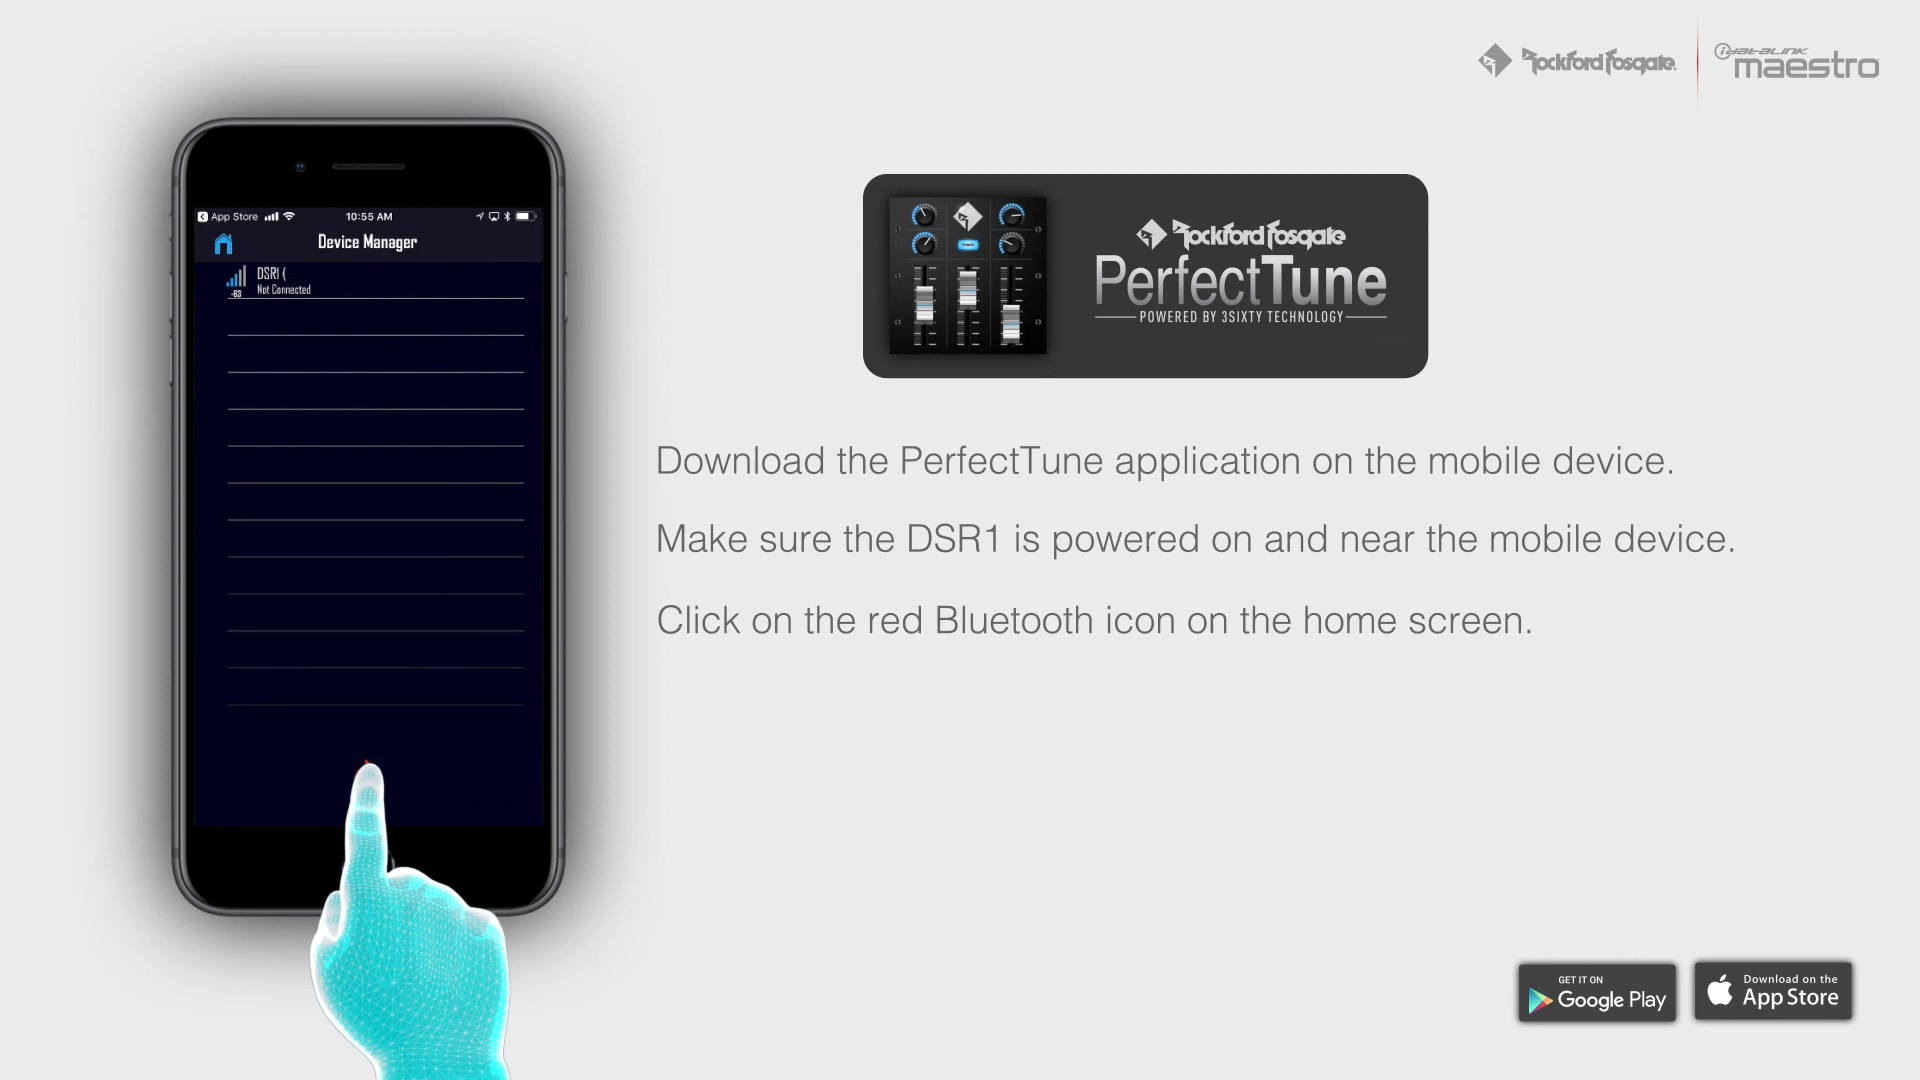 Rockford Fosgate
iDATALINK
maestro
App Store
10:55 AM
Device Manager
DSR1 (
Not Connected
-63
Rockford Fosgate
PerfectTune
POWERED BY 3SIXTY TECHNOLOGY
Download the PerfectTune application on the mobile device.
Make sure the DSR1 is powered on and near the mobile device.
Click on the red Bluetooth icon on the home screen.
GET IT ON
Google Play
Download on the
App Store